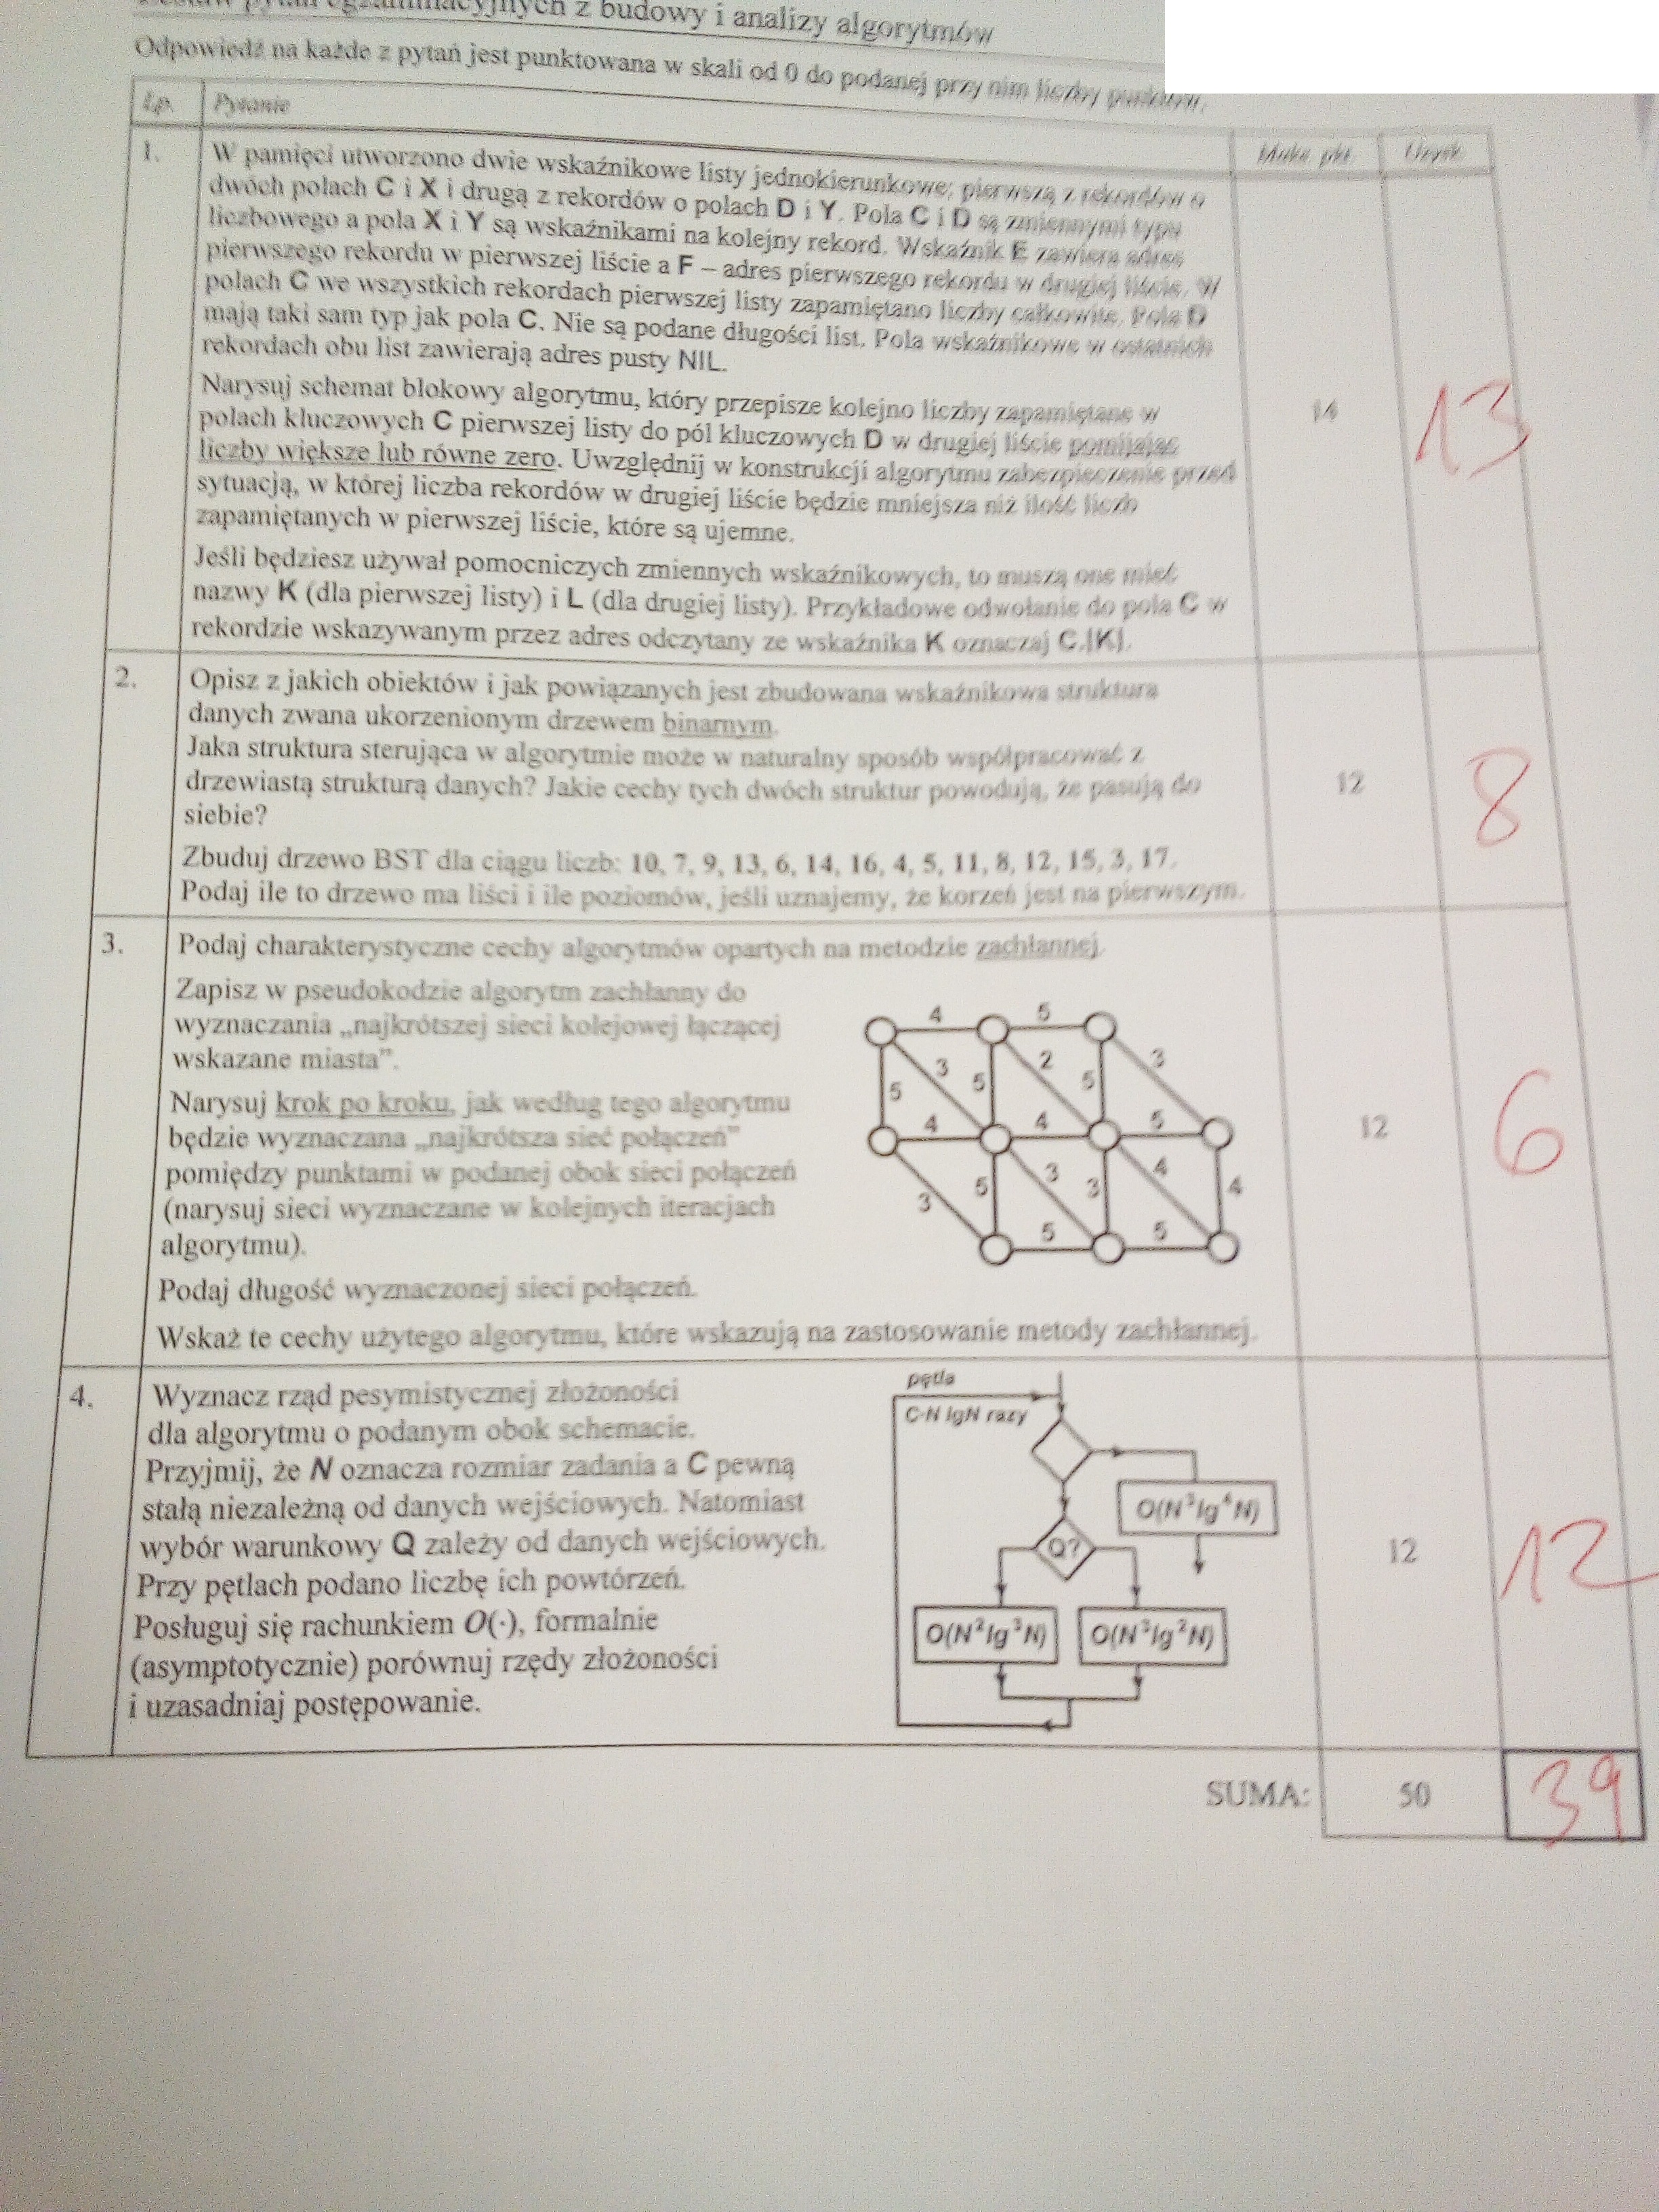 Zestaw pytań egzaminacyjnych z budowy i analizy algorytmów
Odpowiedź na każde z pytań jest punktowana w skali od 0 do podanej przy nim liczby punktów.
Lp. Pytanie Maks. pkt. Uzysk.
1. W pamięci utworzono dwie wskaźnikowe listy jednokierunkowe: pierwszą z rekordów o
dwóch polach C i X i drugą z rekordów o polach D i Y. Pola C i D są zmiennymi typu
liczbowego a pola X i Y są wskaźnikami na kolejny rekord. Wskaźnik E zawiera adres
pierwszego rekordu w pierwszej liście a F – adres pierwszego rekordu w drugiej liście. W
polach C we wszystkich rekordach pierwszej listy zapamiętano liczby całkowite. Pola D
mają taki sam typ jak pola C. Nie są podane długości list. Pola wskaźnikowe w ostatnich
rekordach obu list zawierają adres pusty NIL.
Narysuj schemat blokowy algorytmu, który przepisze kolejno liczby zapamiętane w
polach kluczowych C pierwszej listy do pól kluczowych D w drugiej liście pomijając
liczby większe lub równe zero. Uwzględnij w konstrukcji algorytmu zabezpieczenie przed
sytuacją, w której liczba rekordów w drugiej liście będzie mniejsza niż ilość liczb
zapamiętanych w pierwszej liście, które są ujemne.
Jeśli będziesz używał pomocniczych zmiennych wskaźnikowych, to muszą one mieć
nazwy K (dla pierwszej listy) i L (dla drugiej listy). Przykładowe odwołanie do pola C w
rekordzie wskazywanym przez adres odczytany ze wskaźnika K oznaczaj C.[K].
14 13
2. Opisz z jakich obiektów i jak powiązanych jest zbudowana wskaźnikowa struktura
danych zwana ukorzenionym drzewem binarnym.
Jaka struktura sterująca w algorytmie może w naturalny sposób współpracować z
drzewiastą strukturą danych? Jakie cechy tych dwóch struktur powodują, że pasują do
siebie?
Zbuduj drzewo BST dla ciągu liczb: 10, 7, 9, 13, 6, 14, 16, 4, 5, 11, 8, 12, 15, 3, 17.
Podaj ile to drzewo ma liści i ile poziomów, jeśli uznajemy, że korzeń jest na pierwszym.
12 8
3. Podaj charakterystyczne cechy algorytmów opartych na metodzie zachłannej.
Zapisz w pseudokodzie algorytm zachłanny do
wyznaczania „najkrótszej sieci kolejowej łączącej
wskazane miasta”.
Narysuj krok po kroku, jak według tego algorytmu
będzie wyznaczana „najkrótsza sieć połączeń”
pomiędzy punktami w podanej obok sieci połączeń
(narysuj sieci wyznaczane w kolejnych iteracjach
algorytmu).
Podaj długość wyznaczonej sieci połączeń.
Wskaż te cechy użytego algorytmu, które wskazują na zastosowanie metody zachłannej.
4 5
3 2 3
5 5 5
4 4 5
3 4
3 5 3 4
5 5
12 6
4. Wyznacz rząd pesymistycznej złożoności
dla algorytmu o podanym obok schemacie.
Przyjmij, że N oznacza rozmiar zadania a C pewną
stałą niezależną od danych wejściowych. Natomiast
wybór warunkowy Q zależy od danych wejściowych.
Przy pętlach podano liczbę ich powtórzeń.
Posługuj się rachunkiem O(·), formalnie
(asymptotycznie) porównuj rzędy złożoności
i uzasadniaj postępowanie.
pętla
C·N lgN razy
O(N³lg⁴N)
Q?
O(N²lg³N) O(N³lg²N)
12 12
SUMA: 50 39